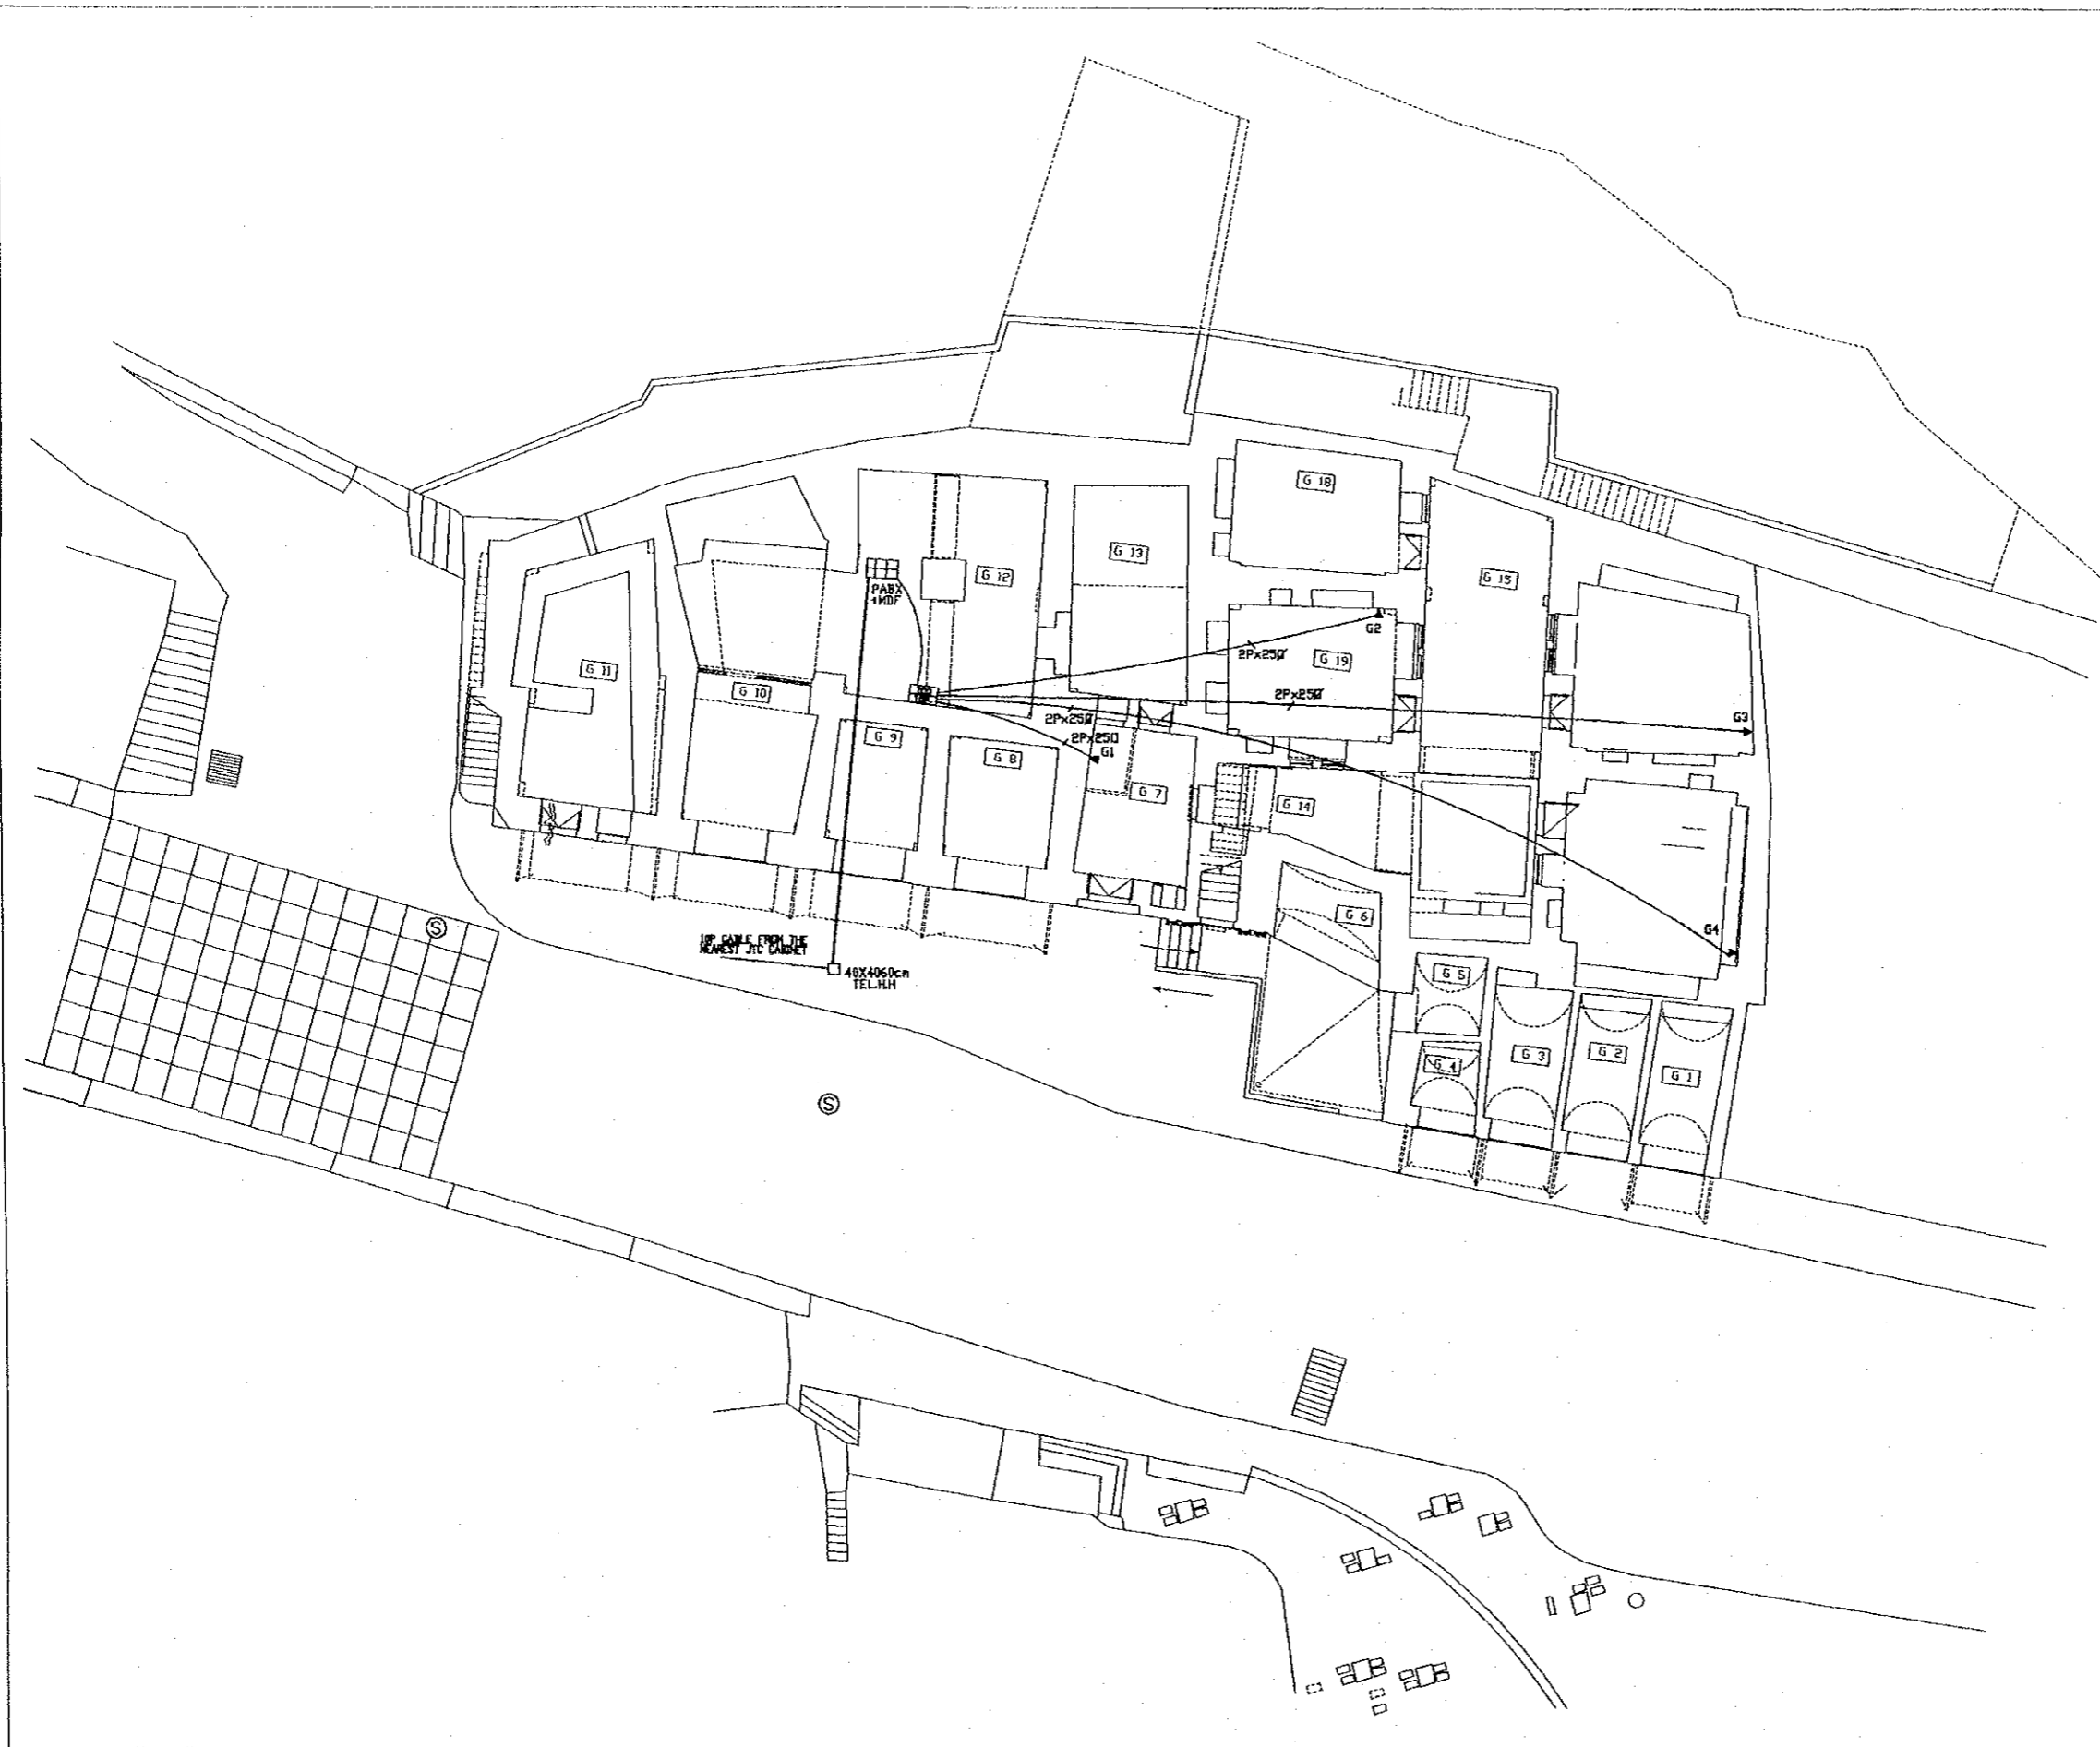 G 18
G 13
G 15
G 12
PABX
+MDF
G2
2Px25Ø
G 19
G 11
G 10
2Px25Ø
2Px25Ø
G3
G 9
2Px25Ø
G1
G 8
G 7
G 14
G 6
G4
S
10P CABLE FROM THE
NEAREST JTC CABINET
40X4060cm
TEL.H.H
G 5
G 4
G 3
G 2
G 1
S